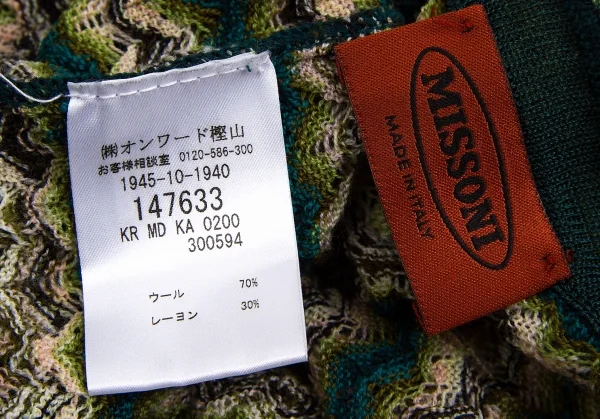 ㈱オンワード樫山
お客様相談室 0120-586-300
1945-10-1940
147633
KR MD KA 0200
300594
ウール 70%
レーヨン 30%
MISSONI
MADE IN ITALY